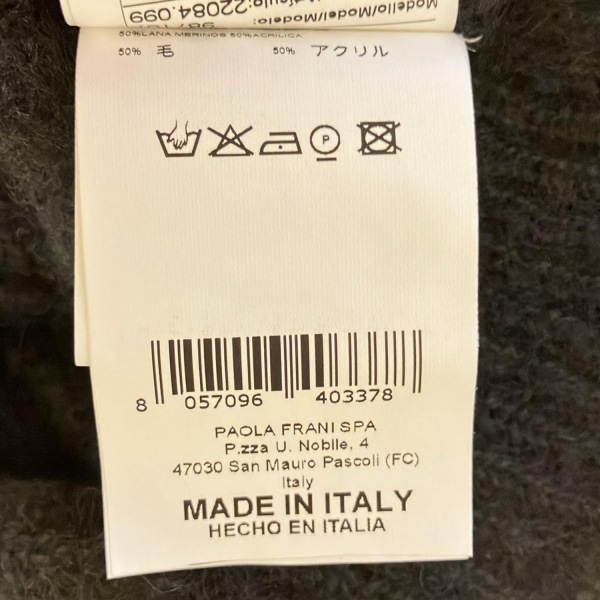 Modello/Model/Modelo:
22084.099
50%LANA MERINOS 50%ACRILICA
50% 毛 50% アクリル
P
8 057096 403378
PAOLA FRANI SPA
P.zza U. Nobile, 4
47030 San Mauro Pascoli (FC)
Italy
MADE IN ITALY
HECHO EN ITALIA